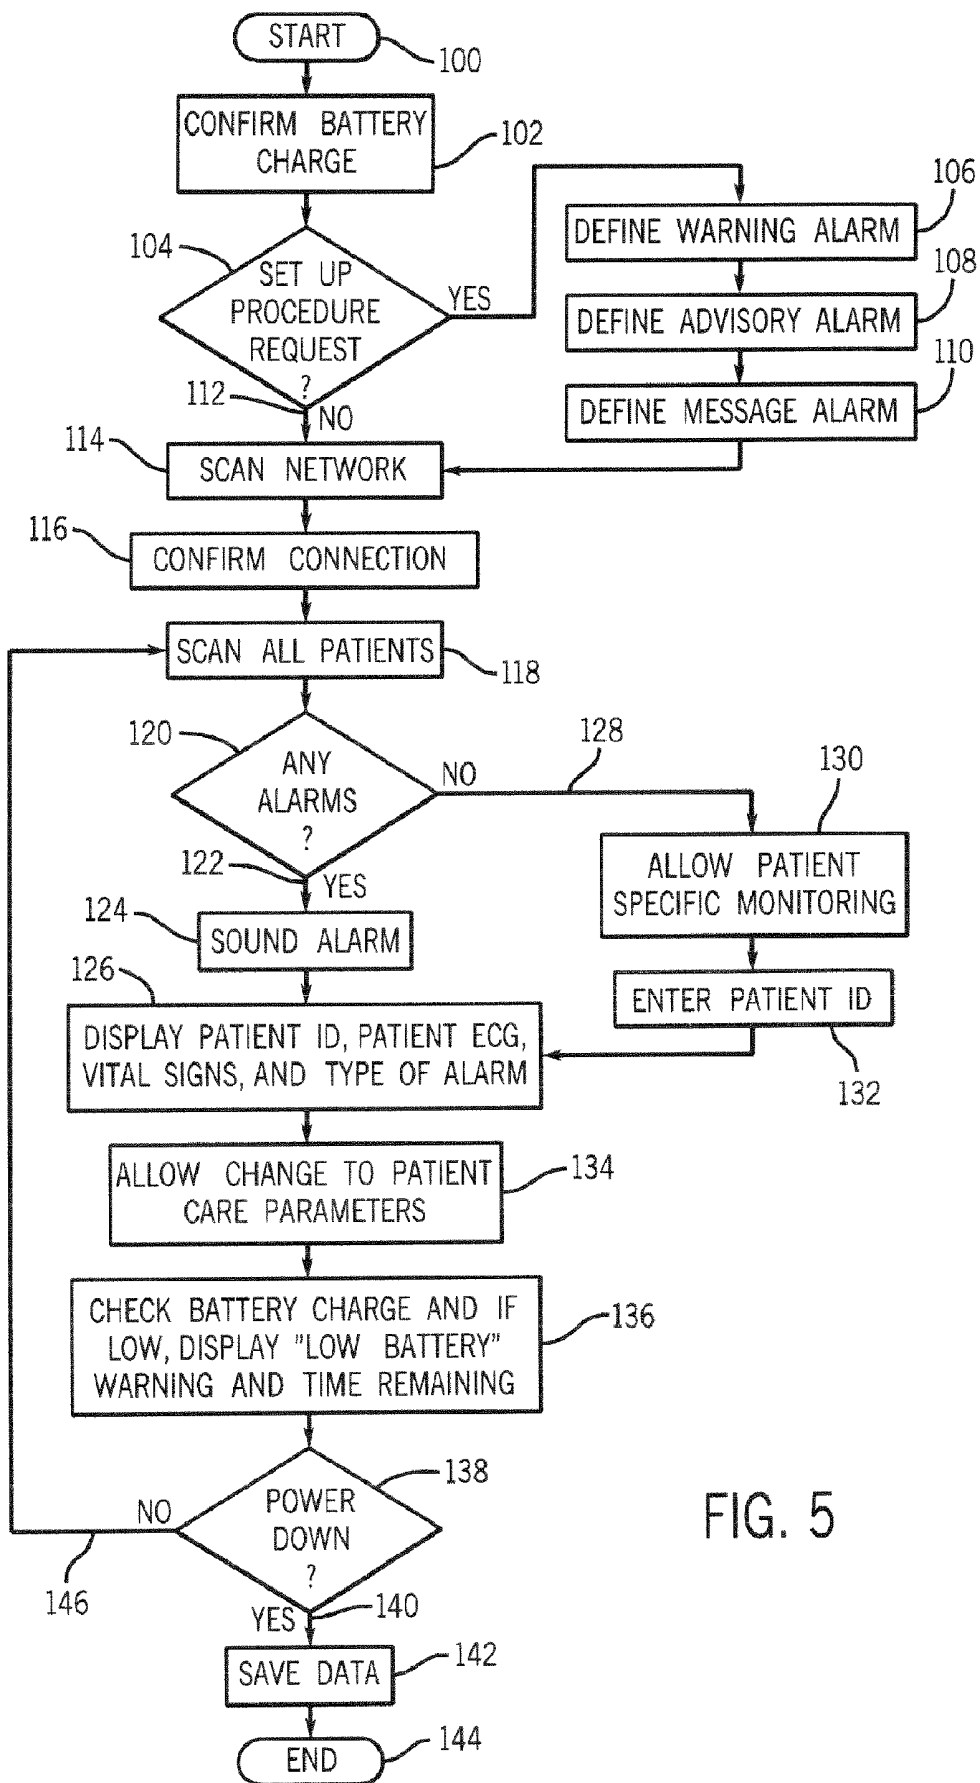 START
100
CONFIRM BATTERY
CHARGE
102
104
SET UP
PROCEDURE
REQUEST
?
YES
106
DEFINE WARNING ALARM
108
DEFINE ADVISORY ALARM
110
DEFINE MESSAGE ALARM
112
NO
114
SCAN NETWORK
116
CONFIRM CONNECTION
SCAN ALL PATIENTS
118
120
ANY
ALARMS
?
NO
128
130
ALLOW PATIENT
SPECIFIC MONITORING
122
YES
124
SOUND ALARM
ENTER PATIENT ID
132
126
DISPLAY PATIENT ID, PATIENT ECG,
VITAL SIGNS, AND TYPE OF ALARM
ALLOW CHANGE TO PATIENT
CARE PARAMETERS
134
CHECK BATTERY CHARGE AND IF
LOW, DISPLAY "LOW BATTERY"
WARNING AND TIME REMAINING
136
138
POWER
DOWN
?
NO
146
YES
140
SAVE DATA
142
END
144
FIG. 5